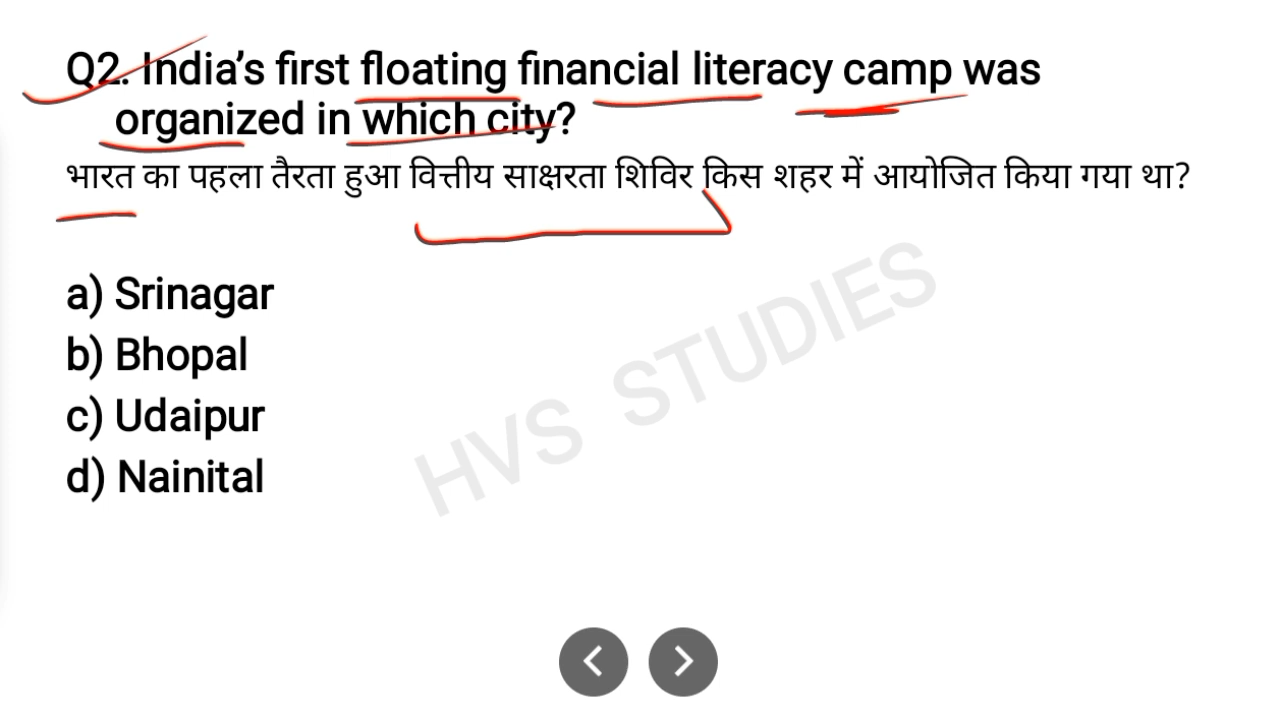 Q2. India’s first floating financial literacy camp was
organized in which city?
भारत का पहला तैरता हुआ वित्तीय साक्षरता शिविर किस शहर में आयोजित किया गया था?
a) Srinagar
b) Bhopal
c) Udaipur
d) Nainital
HVS STUDIES